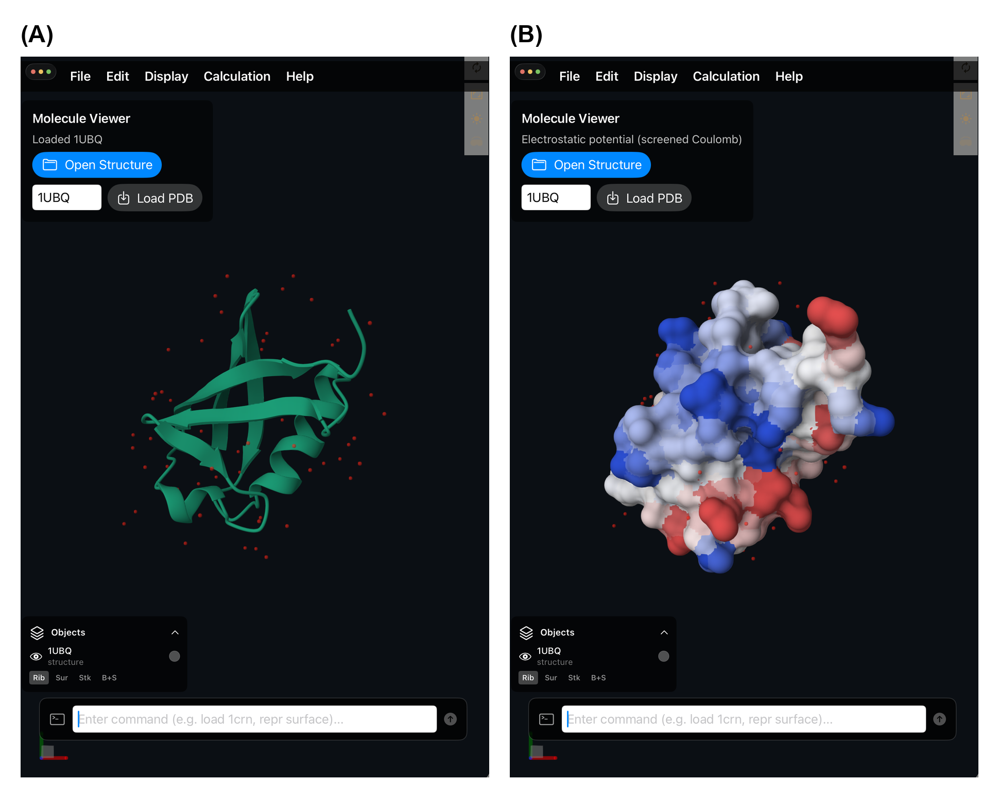 (A)
File Edit Display Calculation Help
Molecule Viewer
Loaded 1UBQ
Open Structure
1UBQ Load PDB
Objects
1UBQ
structure
Rib Sur Stk B+S
Enter command (e.g. load 1crn, repr surface)...
(B)
File Edit Display Calculation Help
Molecule Viewer
Electrostatic potential (screened Coulomb)
Open Structure
1UBQ Load PDB
Objects
1UBQ
structure
Rib Sur Stk B+S
Enter command (e.g. load 1crn, repr surface)...